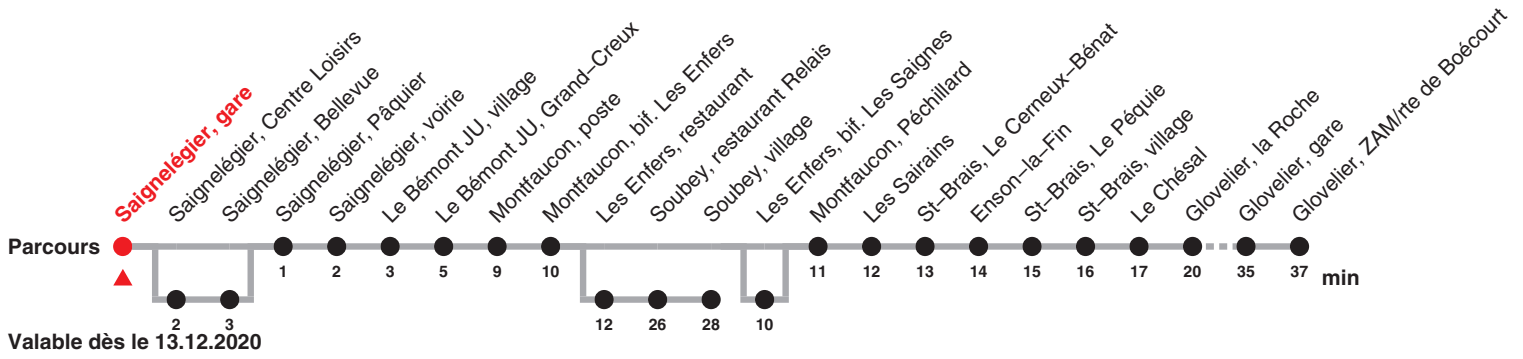 Saignelégier, gare
Saignelégier, Centre Loisirs
Saignelégier, Bellevue
Saignelégier, Pâquier
Saignelégier, voirie
Le Bémont JU, village
Le Bémont JU, Grand–Creux
Montfaucon, poste
Montfaucon, bif. Les Enfers
Les Enfers, restaurant
Soubey, restaurant Relais
Soubey, village
Les Enfers, bif. Les Saignes
Montfaucon, Péchillard
Les Sairains
St–Brais, Le Cerneux–Bénat
Enson–la–Fin
St–Brais, Le Péquie
St–Brais, village
Le Chésal
Glovelier, la Roche
Glovelier, gare
Glovelier, ZAM/rte de Boécourt
Parcours
1 2 3 5 9 10 11 12 13 14 15 16 17 20 35 37 min
2 3 12 26 28 10
Valable dès le 13.12.2020